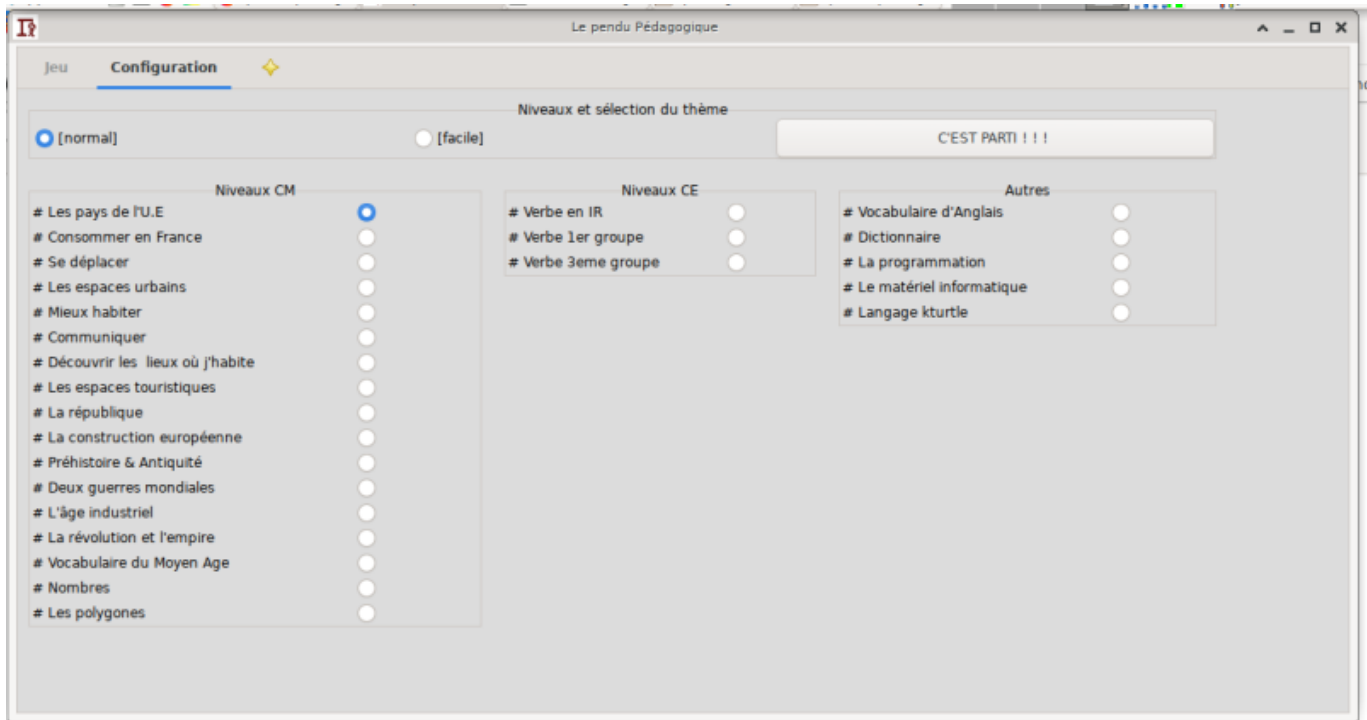 Le pendu Pédagogique
Jeu
Configuration
Niveaux et sélection du thème
[normal]
[facile]
C'EST PARTI ! ! !
Niveaux CM
# Les pays de l'U.E
# Consommer en France
# Se déplacer
# Les espaces urbains
# Mieux habiter
# Communiquer
# Découvrir les  lieux où j'habite
# Les espaces touristiques
# La république
# La construction européenne
# Préhistoire & Antiquité
# Deux guerres mondiales
# L'âge industriel
# La révolution et l'empire
# Vocabulaire du Moyen Age
# Nombres
# Les polygones
Niveaux CE
# Verbe en IR
# Verbe 1er groupe
# Verbe 3eme groupe
Autres
# Vocabulaire d'Anglais
# Dictionnaire
# La programmation
# Le matériel informatique
# Langage kturtle